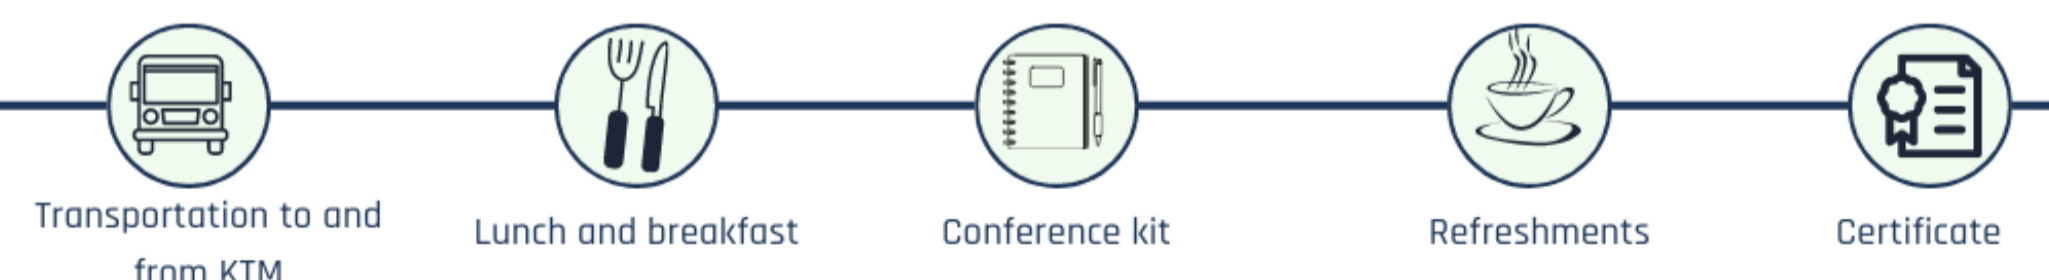 Transportation to and
from KTM
Lunch and breakfast
Conference kit
Refreshments
Certificate